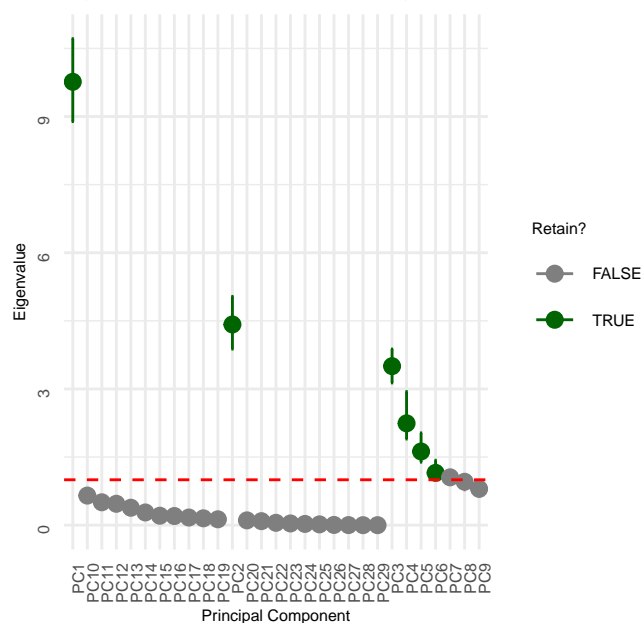 9
6
3
0
Eigenvalue
PC1
PC10
PC11
PC12
PC13
PC14
PC15
PC16
PC17
PC18
PC19
PC2
PC20
PC21
PC22
PC23
PC24
PC25
PC26
PC27
PC28
PC29
PC3
PC4
PC5
PC6
PC7
PC8
PC9
Principal Component
Retain?
FALSE
TRUE